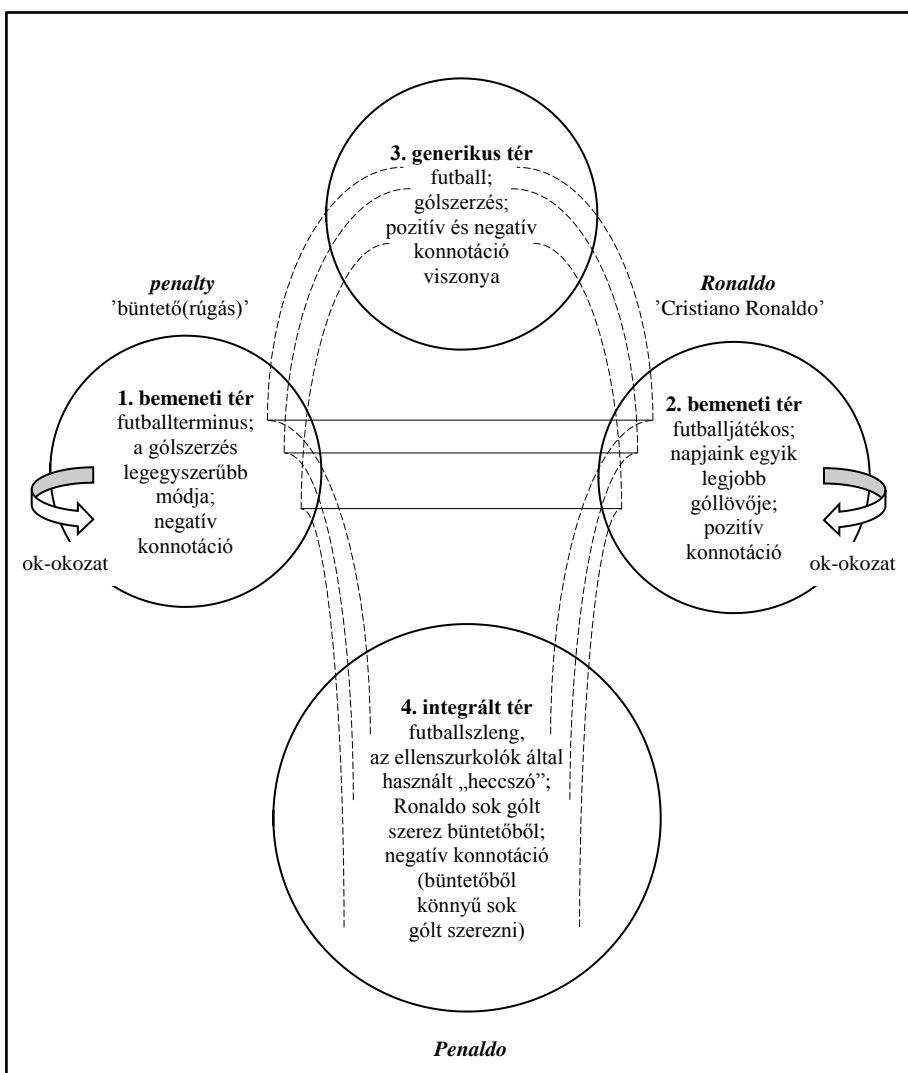 3. generikus tér
futball;
gólszerzés;
pozitív és negatív
konnotáció
viszonya
penalty
’büntető(rúgás)’
Ronaldo
’Cristiano Ronaldo’
1. bemeneti tér
futballterminus;
a gólszerzés
legegyszerűbb
módja;
negatív
konnotáció
ok-okozat
2. bemeneti tér
futballjátékos;
napjaink egyik
legjobb
góllövője;
pozitív
konnotáció
ok-okozat
4. integrált tér
futballszleng,
az ellenszurkolók által
használt „heccszó”;
Ronaldo sok gólt
szerez büntetőből;
negatív konnotáció
(büntetőből
könnyű sok
gólt szerezni)
Penaldo